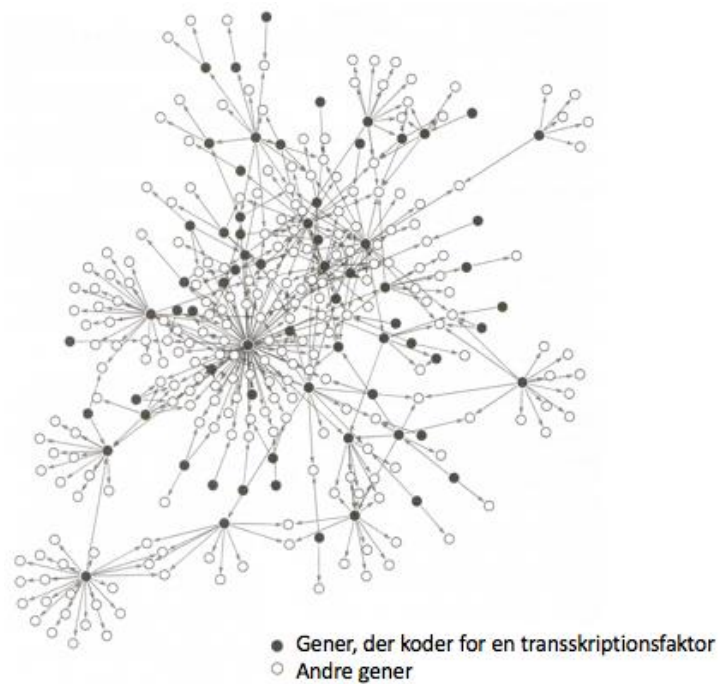 Gener, der koder for en transskriptionsfaktor
Andre gener